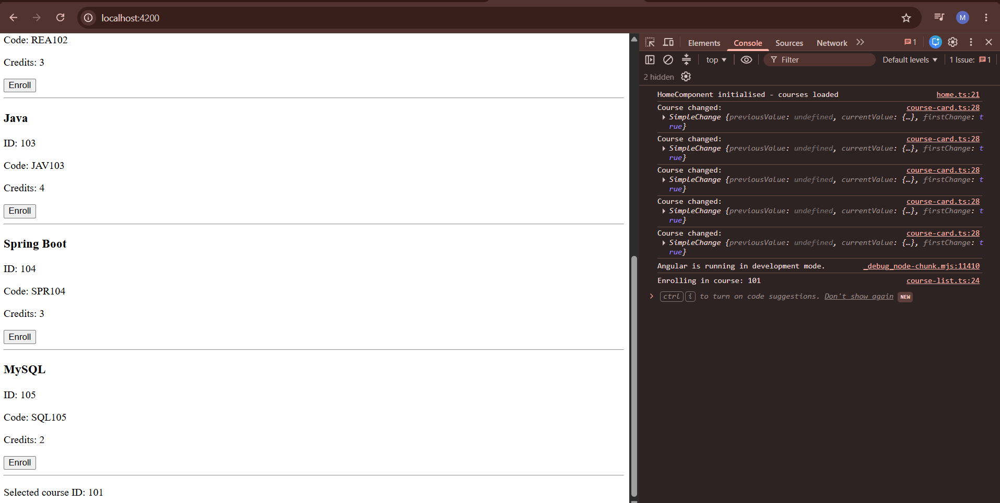 localhost:4200
M
Code: REA102
Credits: 3
Enroll
Java
ID: 103
Code: JAV103
Credits: 4
Enroll
Spring Boot
ID: 104
Code: SPR104
Credits: 3
Enroll
MySQL
ID: 105
Code: SQL105
Credits: 2
Enroll
Selected course ID: 101
Elements Console Sources Network 1
top Filter Default levels 1 Issue: 1
2 hidden
HomeComponent initialised - courses loaded home.ts:21
Course changed: course-card.ts:28
SimpleChange {previousValue: undefined, currentValue: {…}, firstChange: t
rue}
Course changed: course-card.ts:28
SimpleChange {previousValue: undefined, currentValue: {…}, firstChange: t
rue}
Course changed: course-card.ts:28
SimpleChange {previousValue: undefined, currentValue: {…}, firstChange: t
rue}
Course changed: course-card.ts:28
SimpleChange {previousValue: undefined, currentValue: {…}, firstChange: t
rue}
Course changed: course-card.ts:28
SimpleChange {previousValue: undefined, currentValue: {…}, firstChange: t
rue}
Angular is running in development mode. _debug_node-chunk.mjs:11410
Enrolling in course: 101 course-list.ts:24
ctrl i to turn on code suggestions. Don't show again NEW